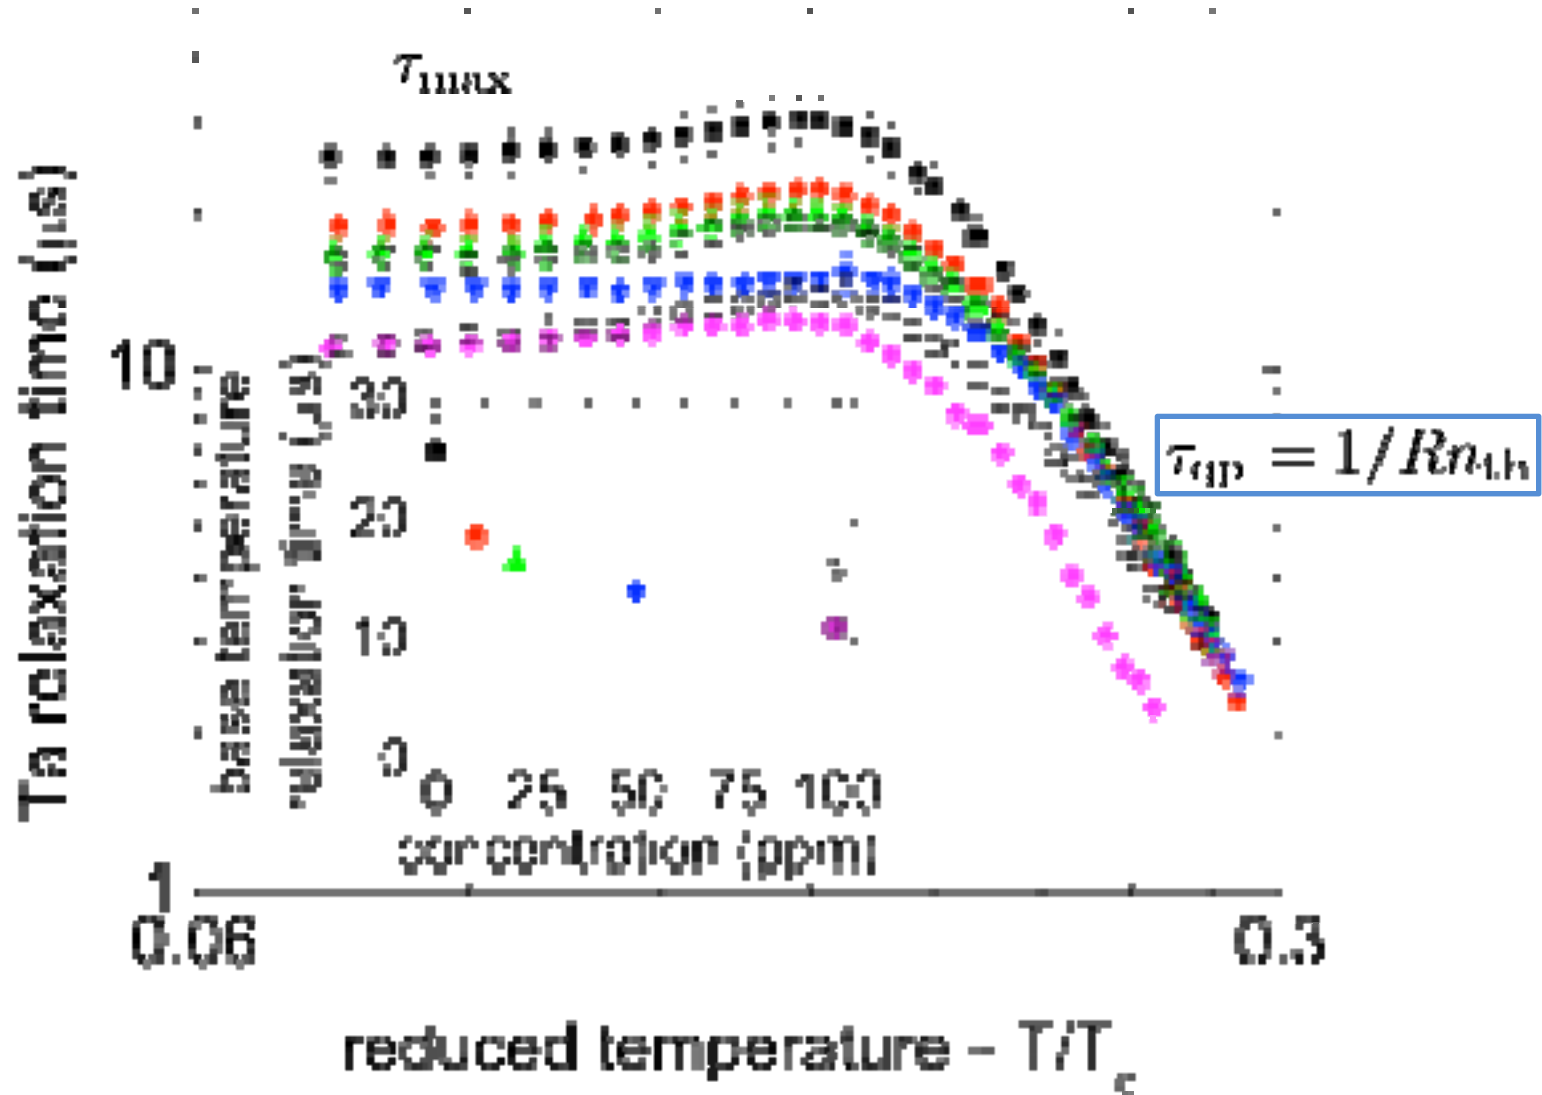 τmax
Ta relaxation time (μs)
10
1
base temperature
relaxation time (μs)
30
20
10
0
0 25 50 75 100
concentration (ppm)
τqp = 1/Rnth
0.06
0.3
reduced temperature – T/Tc